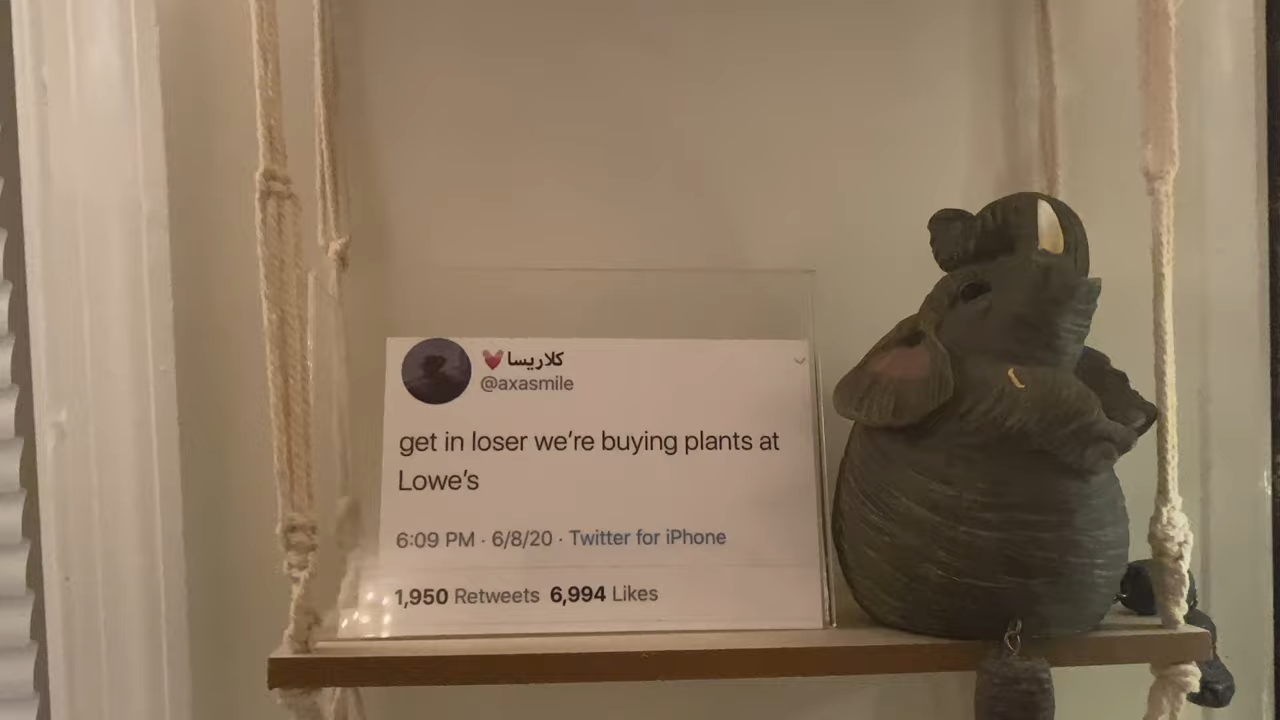 كلاريسا💗
@axasmile
get in loser we’re buying plants at
Lowe’s
6:09 PM · 6/8/20 · Twitter for iPhone
1,950 Retweets 6,994 Likes